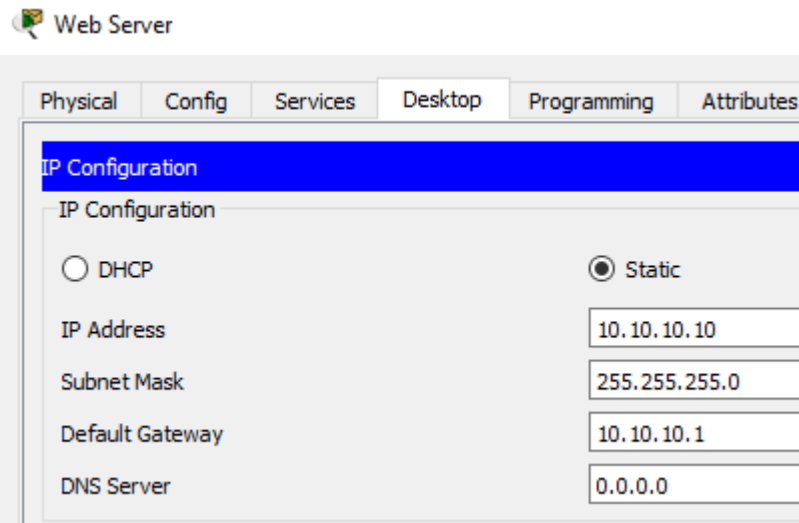 Web Server
Physical Config Services Desktop Programming Attributes
IP Configuration
IP Configuration
DHCP Static
IP Address 10.10.10.10
Subnet Mask 255.255.255.0
Default Gateway 10.10.10.1
DNS Server 0.0.0.0